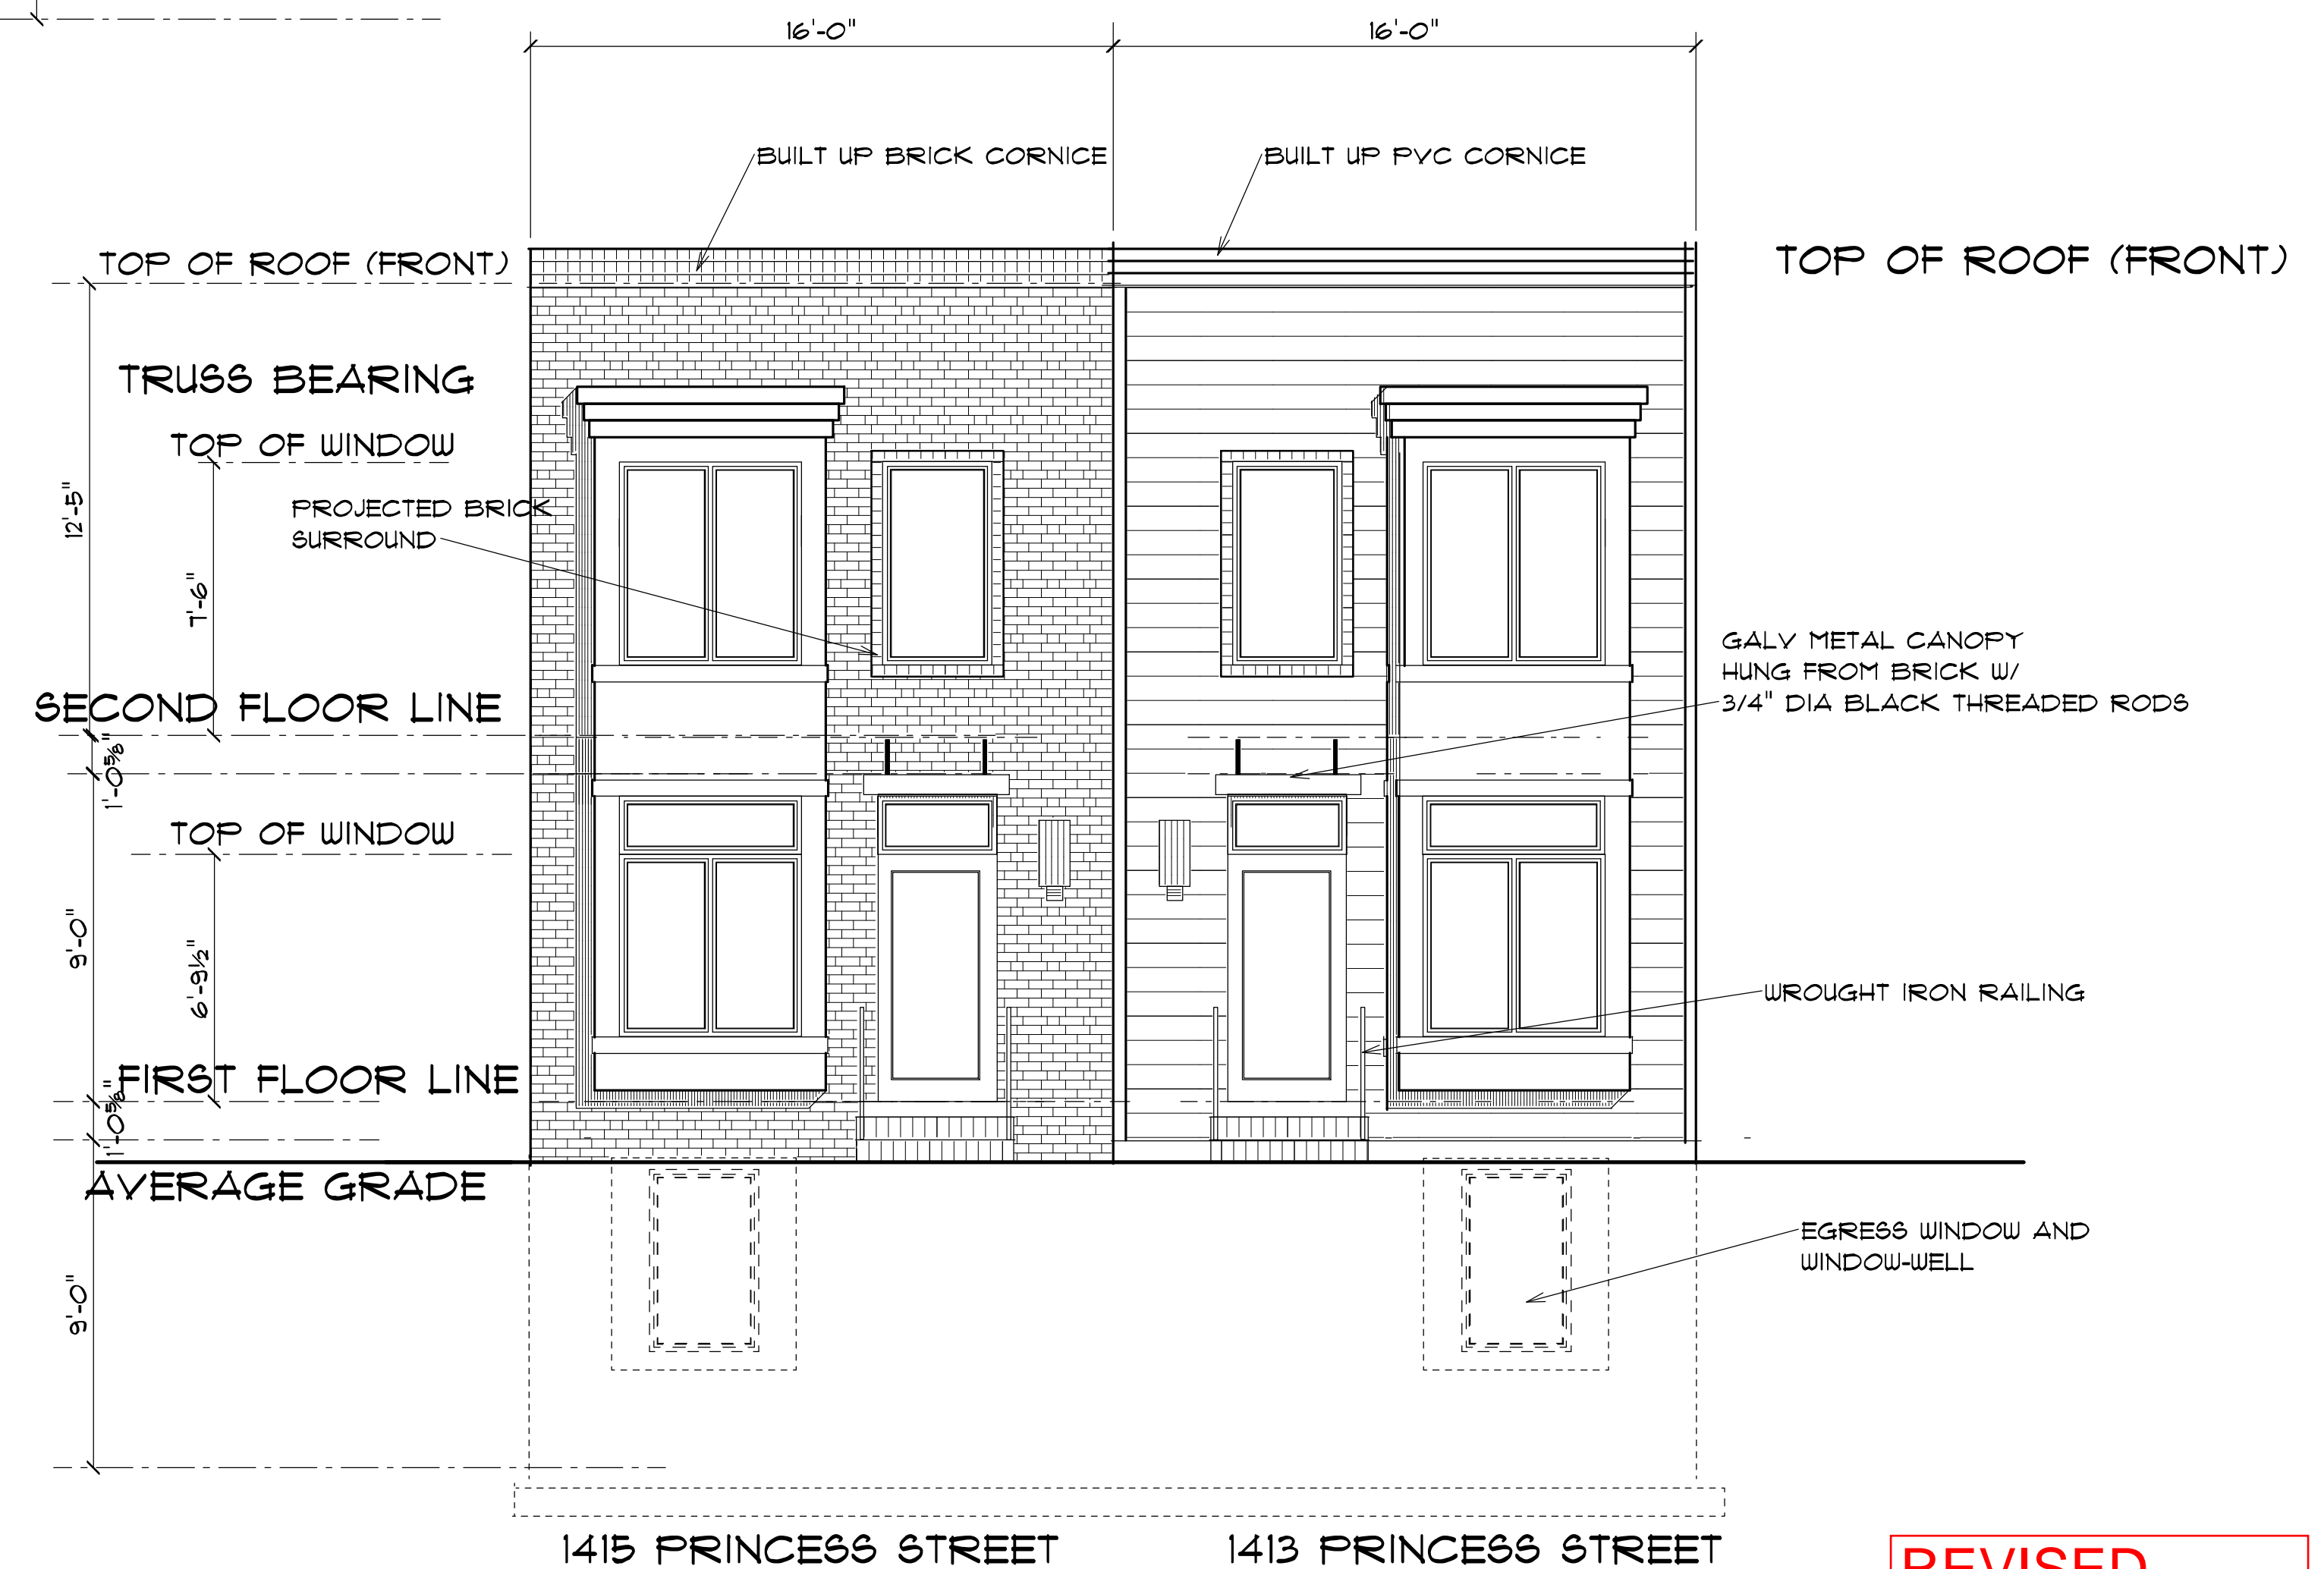 16'-0" 16'-0"
BUILT UP BRICK CORNICE
BUILT UP PVC CORNICE
TOP OF ROOF (FRONT)
TOP OF ROOF (FRONT)
TRUSS BEARING
TOP OF WINDOW
12'-5"
PROJECTED BRICK
SURROUND
7'-6"
GALV METAL CANOPY
HUNG FROM BRICK W/
3/4" DIA BLACK THREADED RODS
SECOND FLOOR LINE
1'-0⅝"
TOP OF WINDOW
9'-0"
6'-9½"
WROUGHT IRON RAILING
FIRST FLOOR LINE
1'-0⅝"
AVERAGE GRADE
EGRESS WINDOW AND
WINDOW-WELL
9'-0"
1415 PRINCESS STREET
1413 PRINCESS STREET
REVISED